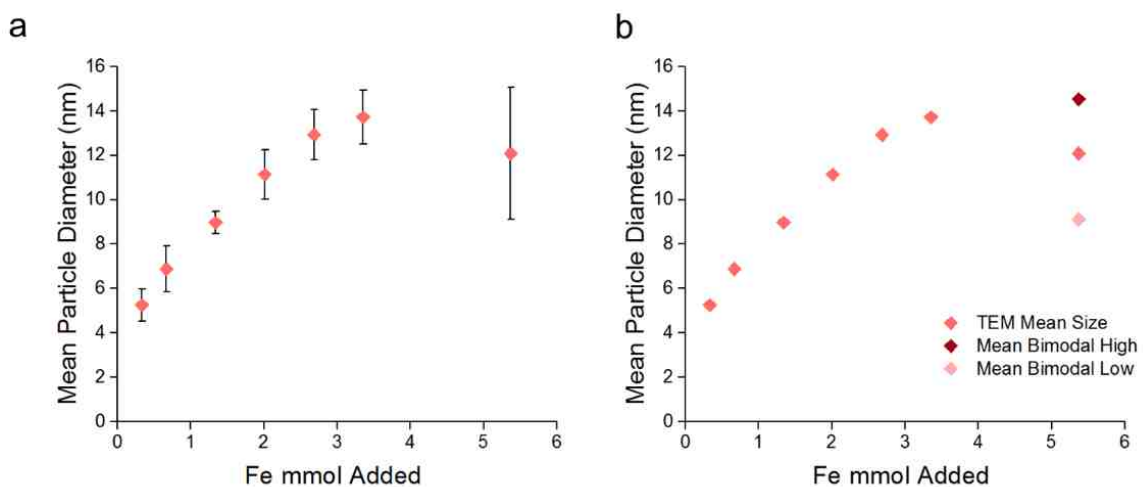 a
Mean Particle Diameter (nm)
16
14
12
10
8
6
4
2
0
0 1 2 3 4 5 6
Fe mmol Added
b
Mean Particle Diameter (nm)
16
14
12
10
8
6
4
2
0
0 1 2 3 4 5 6
Fe mmol Added
TEM Mean Size
Mean Bimodal High
Mean Bimodal Low